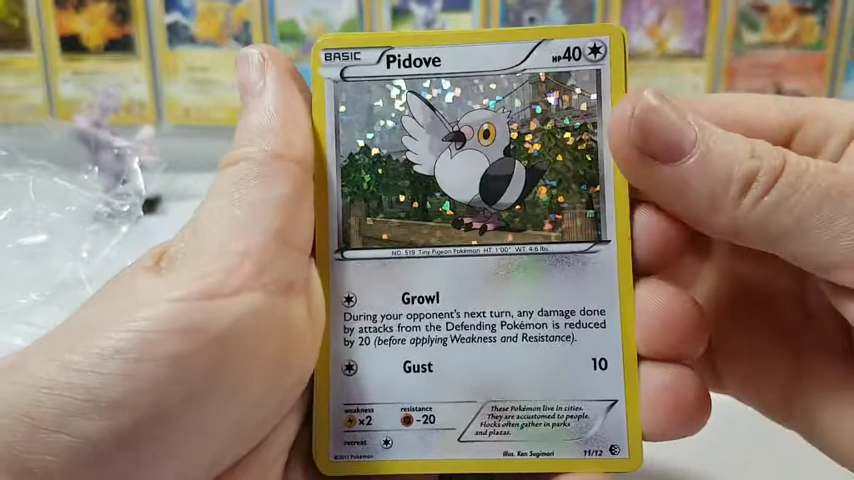 BASIC Pidove HP40
NO. 519 Tiny Pigeon Pokémon HT: 1'00" WT: 4.6 lbs.
Growl
During your opponent's next turn, any damage done
by attacks from the Defending Pokémon is reduced
by 20 (before applying Weakness and Resistance).
Gust 10
weakness resistance
×2 -20
retreat
These Pokémon live in cities.
They are accustomed to people.
Flocks often gather in parks
and plazas.
©2011 Pokémon Illus. Ken Sugimori 11/12